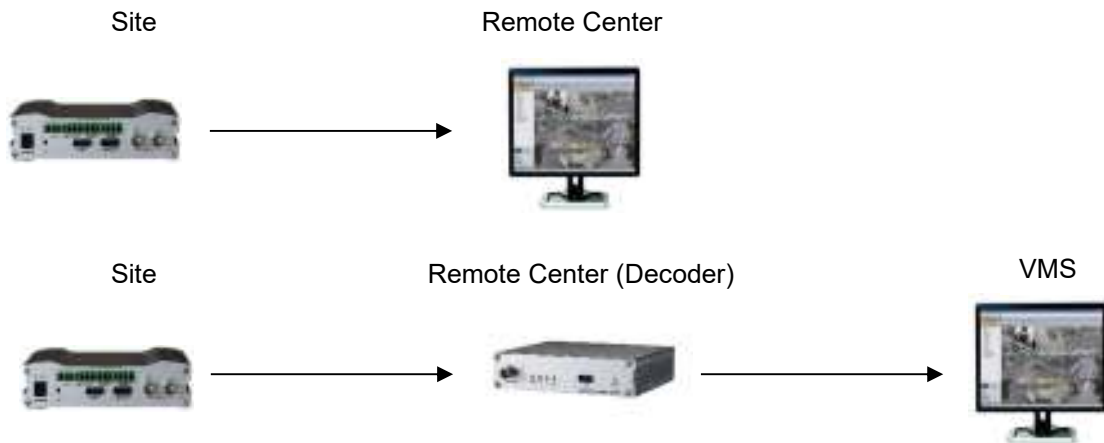 Site
Remote Center
Site
Remote Center (Decoder)
VMS